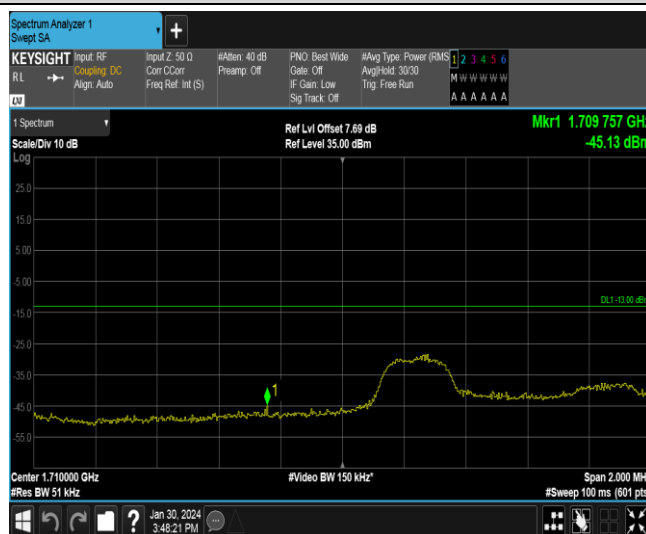 Spectrum Analyzer 1
Swept SA
KEYSIGHT
RL
LXI
Input: RF
Coupling: DC
Align: Auto
Input Z: 50 Ω
Corr CCorr
Freq Ref: Int (S)
#Atten: 40 dB
Preamp: Off
PNO: Best Wide
Gate: Off
IF Gain: Low
Sig Track: Off
#Avg Type: Power (RMS
Avg|Hold: 30/30
Trig: Free Run
1 2 3 4 5 6
M W W W W W
A A A A A A
1 Spectrum
Scale/Div 10 dB
Log
Ref Lvl Offset 7.69 dB
Ref Level 35.00 dBm
Mkr1 1.709 757 GHz
-45.13 dBm
25.0
15.0
5.00
-5.00
DL1 -13.00 dBm
-15.0
-25.0
-35.0
1
-45.0
-55.0
Center 1.710000 GHz
#Video BW 150 kHz*
Span 2.000 MH
#Res BW 51 kHz
#Sweep 100 ms (601 pts
?
Jan 30, 2024
3:48:21 PM